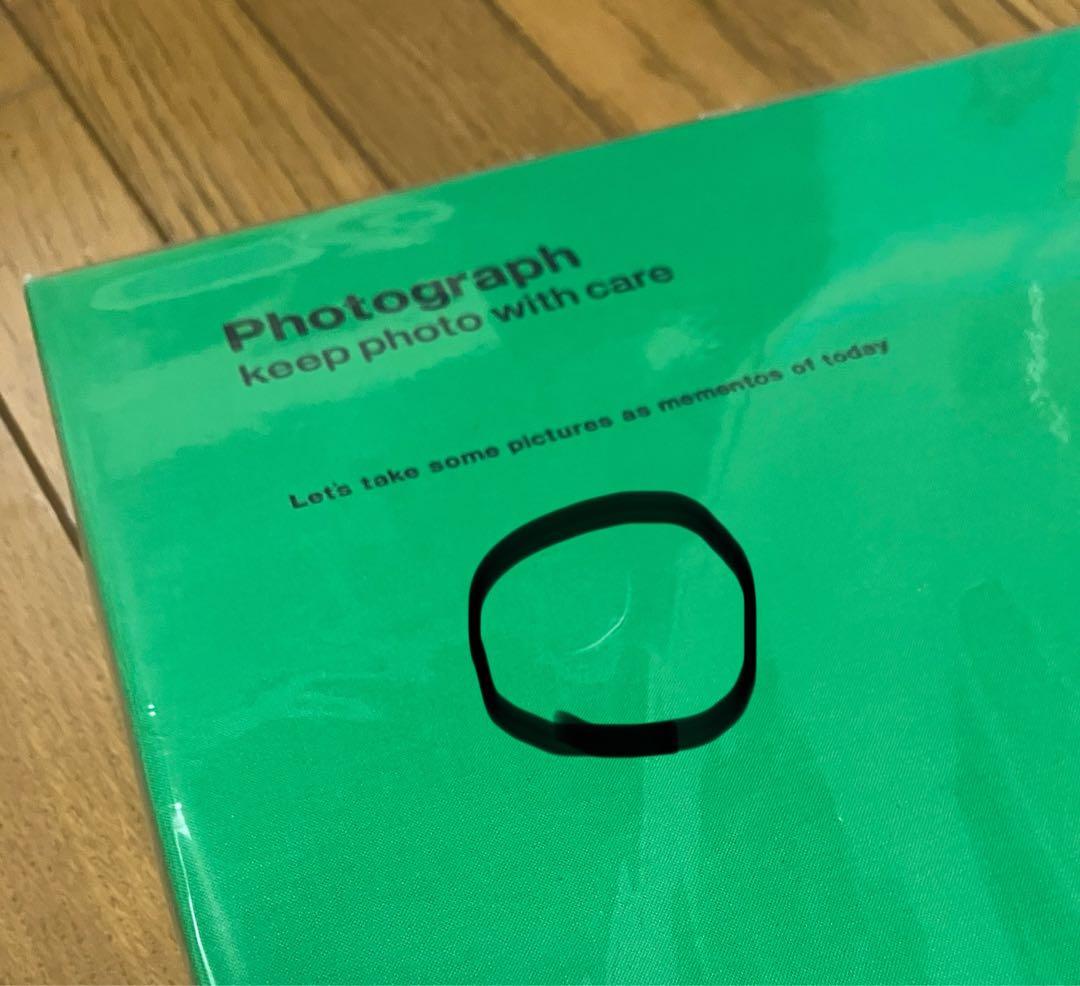 Photograph
keep photo with care
Let's take some pictures as mementos of today